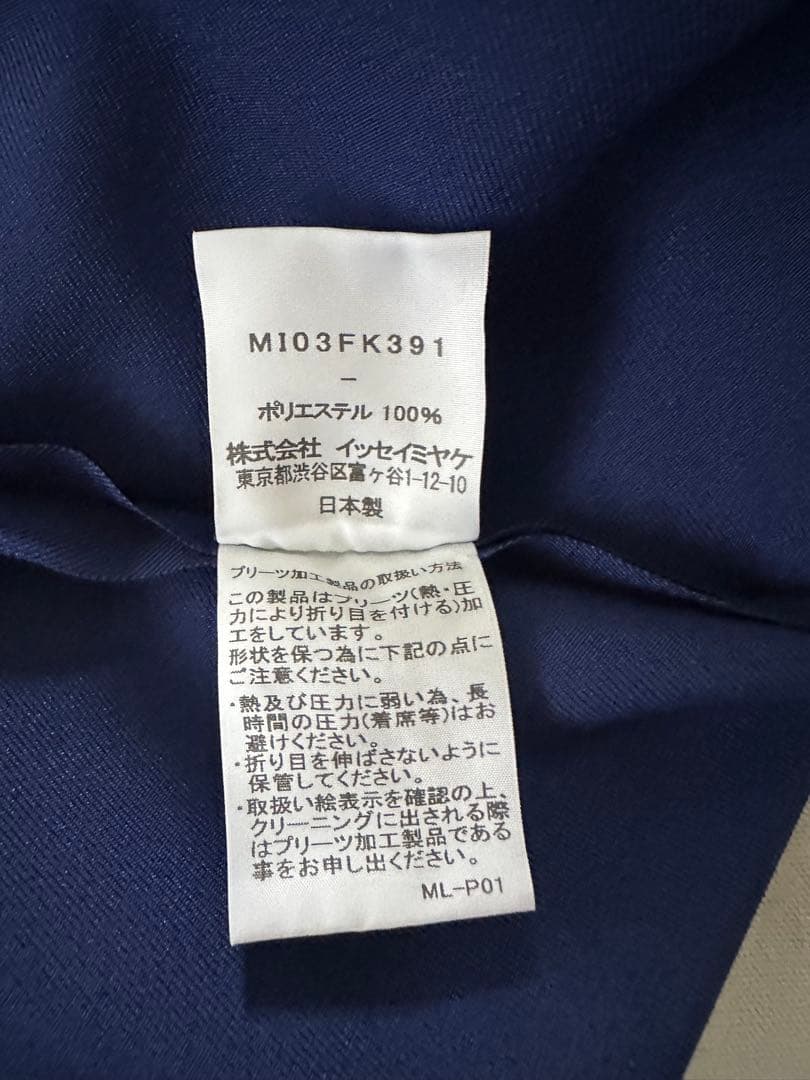 MI03FK391
–
ポリエステル 100%
株式会社 イッセイミヤケ
東京都渋谷区富ヶ谷1-12-10
日本製
プリーツ加工製品の取扱い方法
この製品はプリーツ(熱・圧
力により折り目を付ける)加
工をしています。
形状を保つ為に下記の点に
ご注意ください。
・熱及び圧力に弱い為、長
時間の圧力(着席等)はお
避けください。
・折り目を伸ばさないように
保管してください。
・取扱い絵表示を確認の上、
クリーニングに出される際
はプリーツ加工製品である
事をお申し出ください。
ML-P01